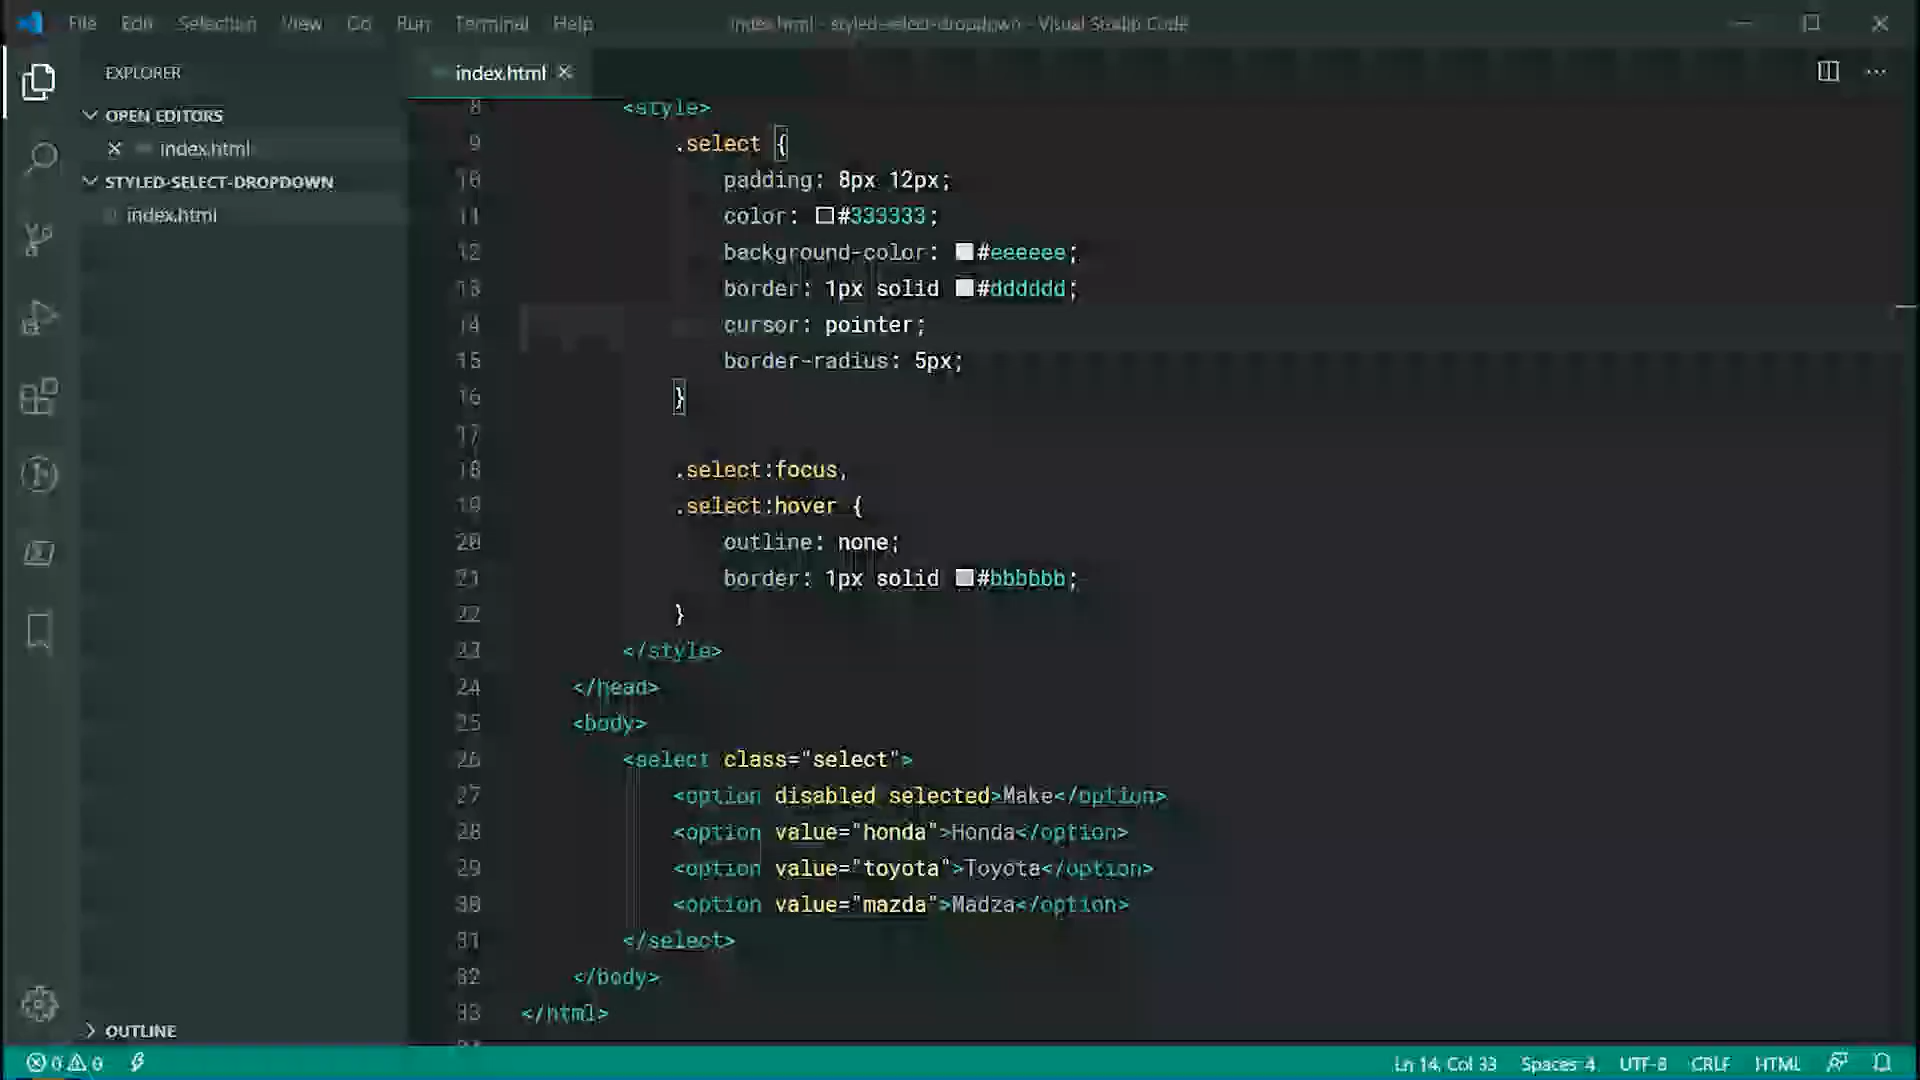 File Edit Selection View Go Run Terminal Help
index.html - styled-select-dropdown - Visual Studio Code
EXPLORER
OPEN EDITORS
index.html
STYLED-SELECT-DROPDOWN
index.html
OUTLINE
index.html
8 <style>
9 .select {
10 padding: 8px 12px;
11 color: #333333;
12 background-color: #eeeeee;
13 border: 1px solid #dddddd;
14 cursor: pointer;
15 border-radius: 5px;
16 }
17
18 .select:focus,
19 .select:hover {
20 outline: none;
21 border: 1px solid #bbbbbb;
22 }
23 </style>
24 </head>
25 <body>
26 <select class="select">
27 <option disabled selected>Make</option>
28 <option value="honda">Honda</option>
29 <option value="toyota">Toyota</option>
30 <option value="mazda">Madza</option>
31 </select>
32 </body>
33 </html>
0 0
Ln 14, Col 33 Spaces: 4 UTF-8 CRLF HTML